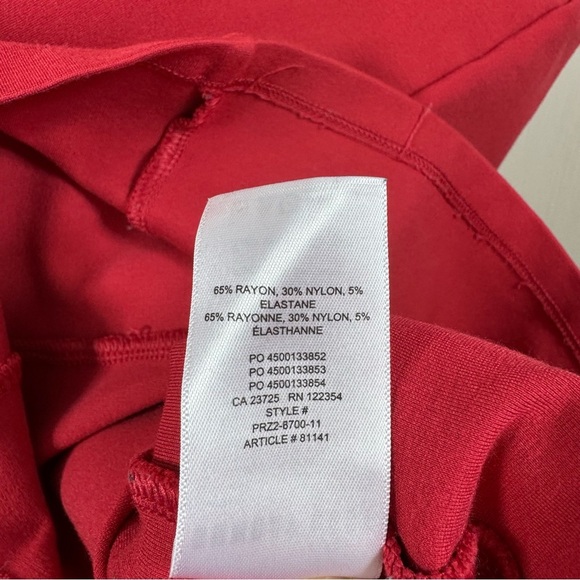 65% RAYON, 30% NYLON, 5%
ELASTANE
65% RAYONNE, 30% NYLON, 5%
ÉLASTHANNE
PO 4500133852
PO 4500133853
PO 4500133854
CA 23725 RN 122354
STYLE #
PRZ2-6700-11
ARTICLE # 81141